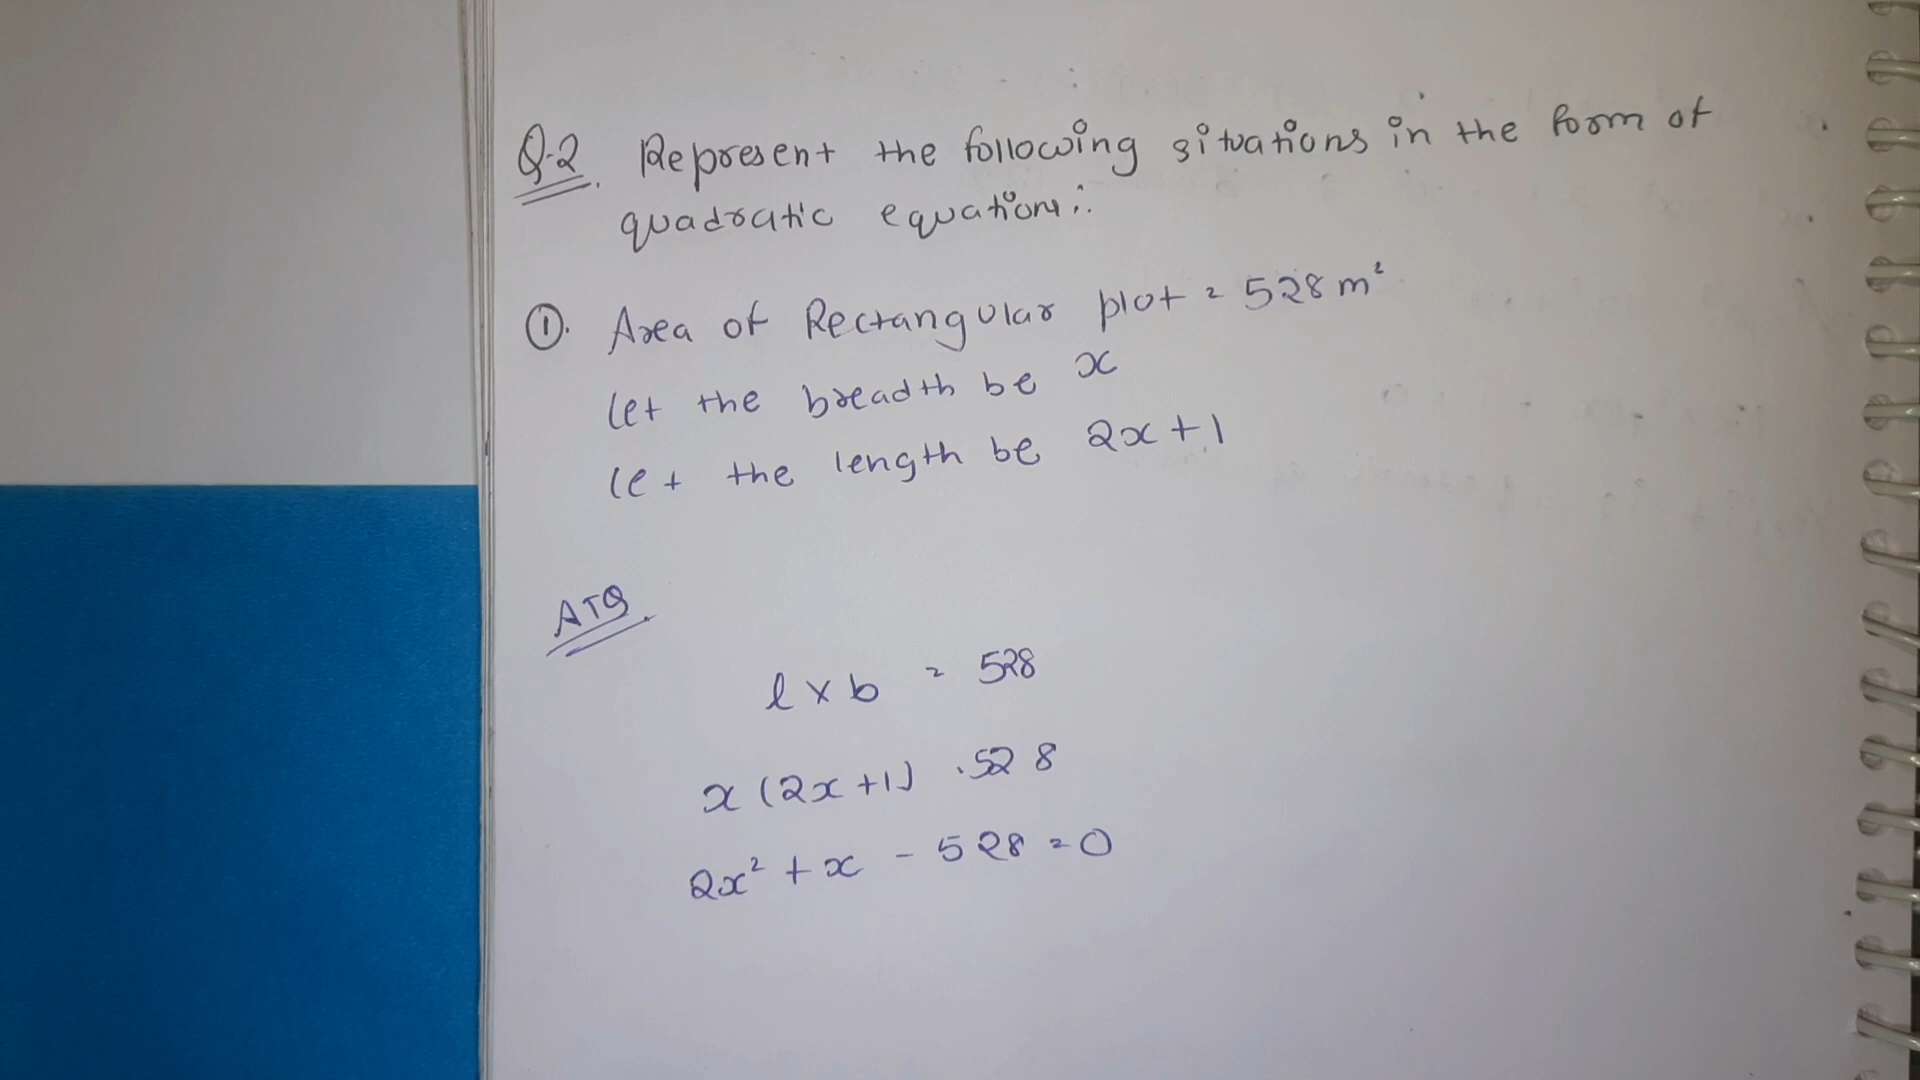 Q-2. Represent the following situations in the form of
quadratic equations:
①. Area of Rectangular plot = 528 m²
let the breadth be x
let the length be 2x+1
ATQ
l × b = 528
x (2x+1) = 528
2x² + x - 528 = 0